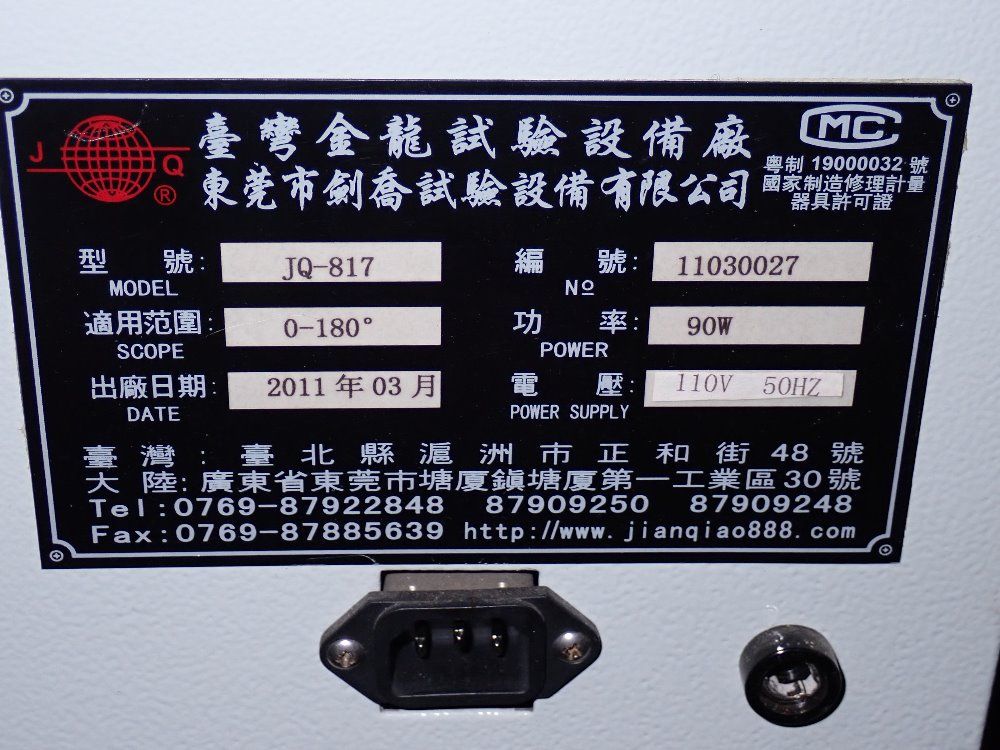 J Q ®
臺灣金龍試驗設備廠
東莞市劍喬試驗設備有限公司
MC
粵制 19000032 號
國家制造修理計量
器具許可證
型 號: JQ-817
MODEL
編 號: 11030027
Nº
適用范圍: 0-180°
SCOPE
功 率: 90W
POWER
出廠日期: 2011 年 03 月
DATE
電 壓: 110V 50HZ
POWER SUPPLY
臺灣:臺北縣滬洲市正和街48號
大陸:廣東省東莞市塘厦鎮塘厦第一工業區30號
Tel:0769-87922848 87909250 87909248
Fax:0769-87885639 http://www.jianqiao888.com